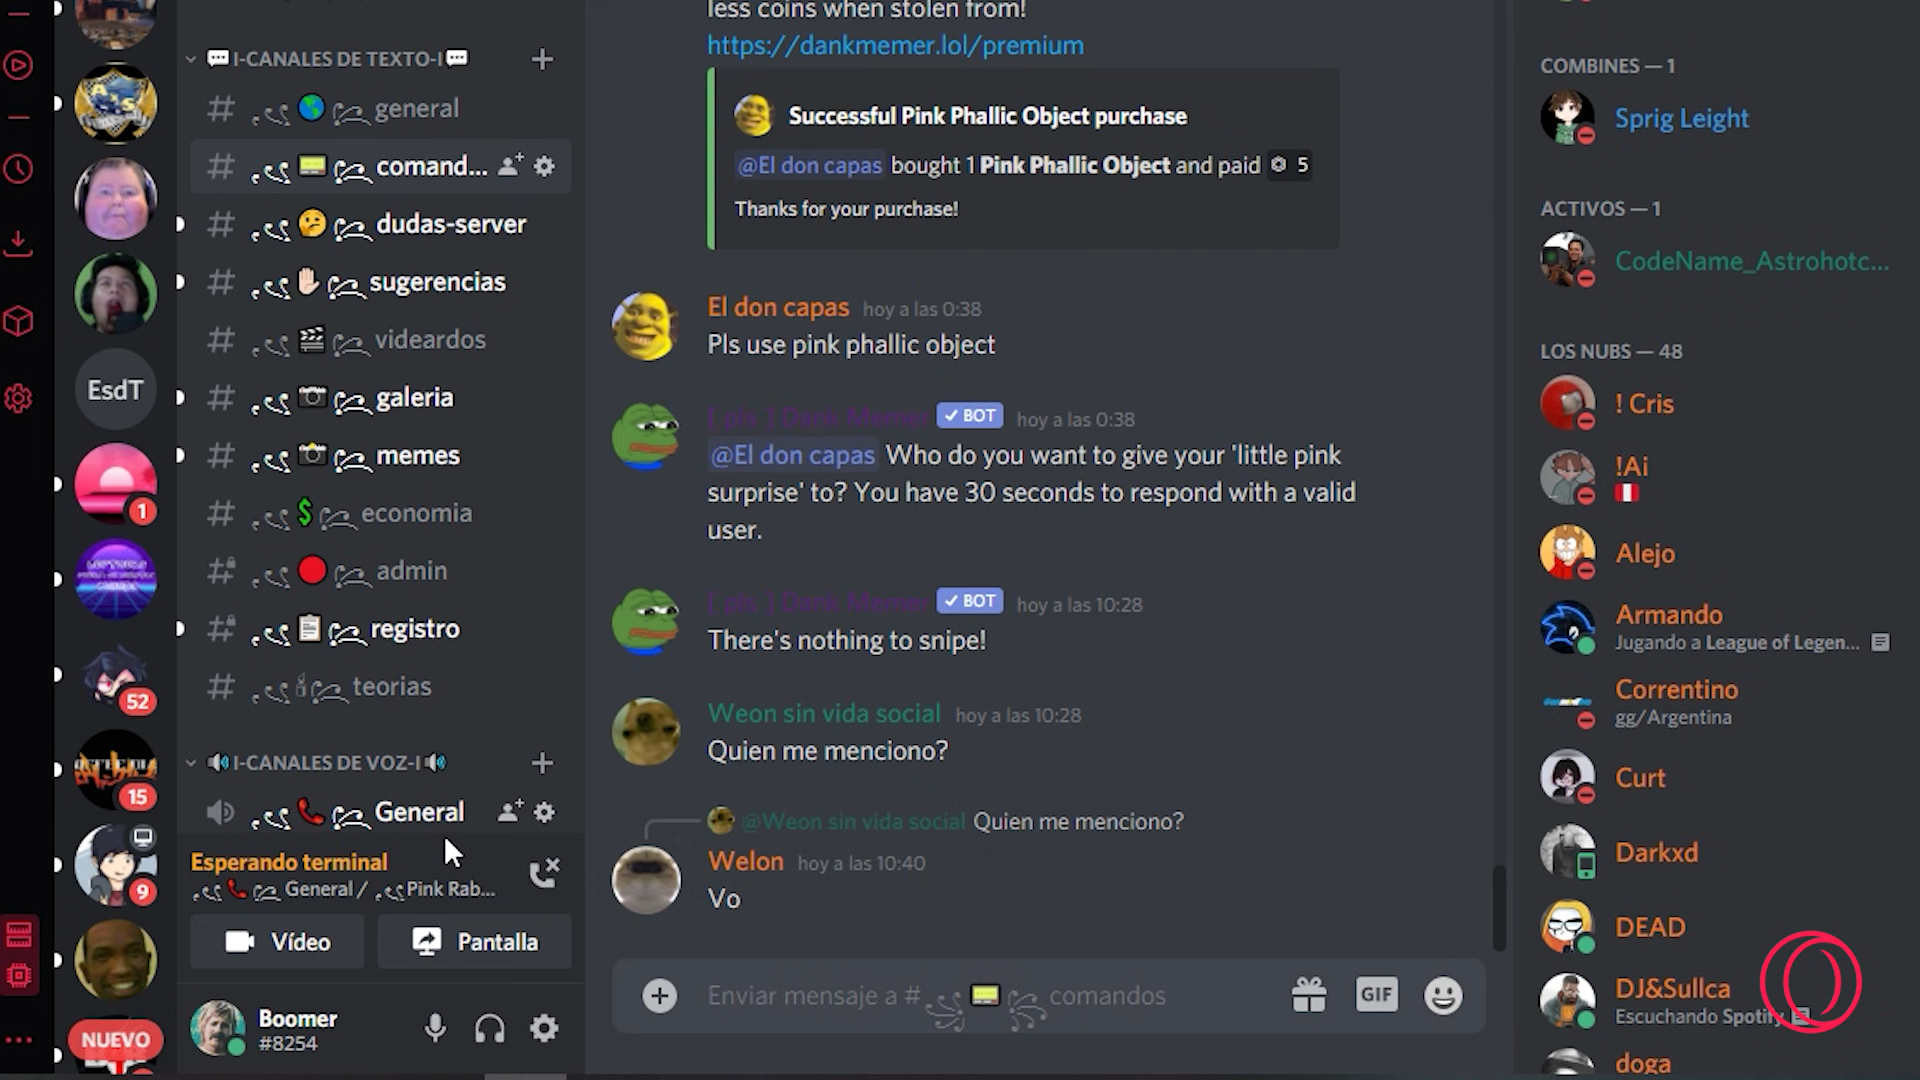 I-CANALES DE TEXTO-I
general
comand...
dudas-server
sugerencias
videardos
galeria
memes
economia
admin
registro
teorias
I-CANALES DE VOZ-I
General
Esperando terminal
General / Pink Rab...
Vídeo
Pantalla
Boomer
#8254
EsdT
1
52
15
9
NUEVO
less coins when stolen from!
https://dankmemer.lol/premium
Successful Pink Phallic Object purchase
@El don capas bought 1 Pink Phallic Object and paid 5
Thanks for your purchase!
El don capas hoy a las 0:38
Pls use pink phallic object
[ pls ] Dank Memer BOT hoy a las 0:38
@El don capas Who do you want to give your 'little pink
surprise' to? You have 30 seconds to respond with a valid
user.
[ pls ] Dank Memer BOT hoy a las 10:28
There's nothing to snipe!
Weon sin vida social hoy a las 10:28
Quien me menciono?
@Weon sin vida social Quien me menciono?
Welon hoy a las 10:40
Vo
Enviar mensaje a # comandos
GIF
COMBINES — 1
Sprig Leight
ACTIVOS — 1
CodeName_Astrohotc...
LOS NUBS — 48
! Cris
!Ai
Alejo
Armando
Jugando a League of Legen...
Correntino
gg/Argentina
Curt
Darkxd
DEAD
DJ&Sullca
Escuchando Spotify
doga